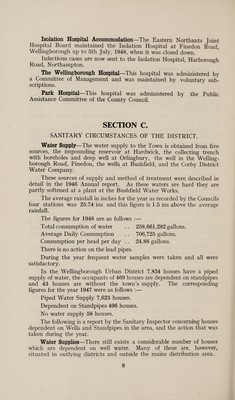 Isolation Hospital Accommodation—The Eastern Northants Joint
Hospital Board maintained the Isolation Hospital at Finedon Road,
Wellingborough up to 5th July, 1948, when it was closed down.
Infections cases are now sent to the Isolation Hospital, Harborough
Road, Northampton.
The Wellingborough Hospital—This hospital was administered by
a Committee of Management and was maintained by voluntary sub-
scriptions.
Park Hospital—This hospital was administered by the Public
Assistance Committee of the County Council.
SECTION C.
SANITARY CIRCUMSTANCES OF THE DISTRICT.
Water Supply—The water supply to the Town is obtained from five
sources, the impounding reservoir at Hardwick, the collecting trench
with boreholes and deep well at Orlingbury, the well in the Welling-
borough Road, Finedon, the wells at Bushfield, and the Corby District
Water Company.
These sources of supply and method of treatment were described in
detail in the 1946 Annual Report. As these waters are hard they are
partly softened at a plant at the Bushfield Water Works.
The average rainfall in inches for the year as recorded by the Councils
four stations was 25.74 ins and this figure is 1.5 ins above the average
rainfall.
The figures for 1948 are as follows :—
Total consumption of water .. 258,661,282 gallons.
Average Daily Consumption .. 706,725 gallons.
Consumption per head per day .. 24.88 gallons.
There is no action on the lead pipes.
During the year frequent water samples were taken and all were
satisfactory.
In the Wellingborough Urban District 7,834 houses have a piped
supply of water, the occupants of 469 houses are dependent on standpipes
and 43 houses are without the town's supply. The corresponding
figures for the year 1947 were as follows :—
Piped Water Supply 7,623 houses.
Dependent on Standpipes 496 houses.
No water supply 58 houses.
The following is a report by the Sanitary Inspector concerning houses
dependent on Wells and Standpipes in the area, and the action that was
taken during the year.
Water Supplies—There still exists a considerable number of houses
which are dependent on well water. Many of these are, however,
situated in outlying districts and outside the mains distribution area.
8